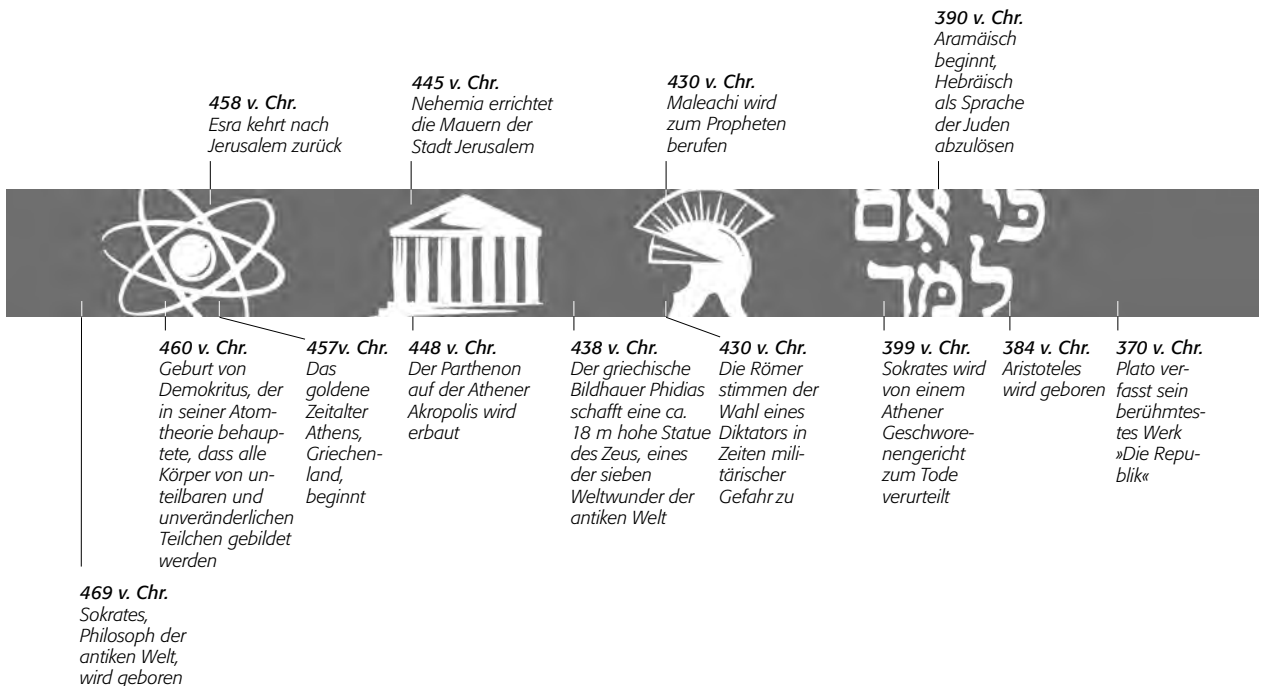 390 v. Chr.
Aramäisch
beginnt,
Hebräisch
als Sprache
der Juden
abzulösen
458 v. Chr.
Esra kehrt nach
Jerusalem zurück
445 v. Chr.
Nehemia errichtet
die Mauern der
Stadt Jerusalem
430 v. Chr.
Maleachi wird
zum Propheten
berufen
כּי אִם
למד
460 v. Chr.
Geburt von
Demokritus, der
in seiner Atom-
theorie behaup-
tete, dass alle
Körper von un-
teilbaren und
unveränderlichen
Teilchen gebildet
werden
457v. Chr.
Das
goldene
Zeitalter
Athens,
Griechen-
land,
beginnt
448 v. Chr.
Der Parthenon
auf der Athener
Akropolis wird
erbaut
438 v. Chr.
Der griechische
Bildhauer Phidias
schafft eine ca.
18 m hohe Statue
des Zeus, eines
der sieben
Weltwunder der
antiken Welt
430 v. Chr.
Die Römer
stimmen der
Wahl eines
Diktators in
Zeiten mili-
tärischer
Gefahr zu
399 v. Chr.
Sokrates wird
von einem
Athener
Geschwore-
nengericht
zum Tode
verurteilt
384 v. Chr.
Aristoteles
wird geboren
370 v. Chr.
Plato ver-
fasst sein
berühmtes-
tes Werk
»Die Repu-
blik«
469 v. Chr.
Sokrates,
Philosoph der
antiken Welt,
wird geboren